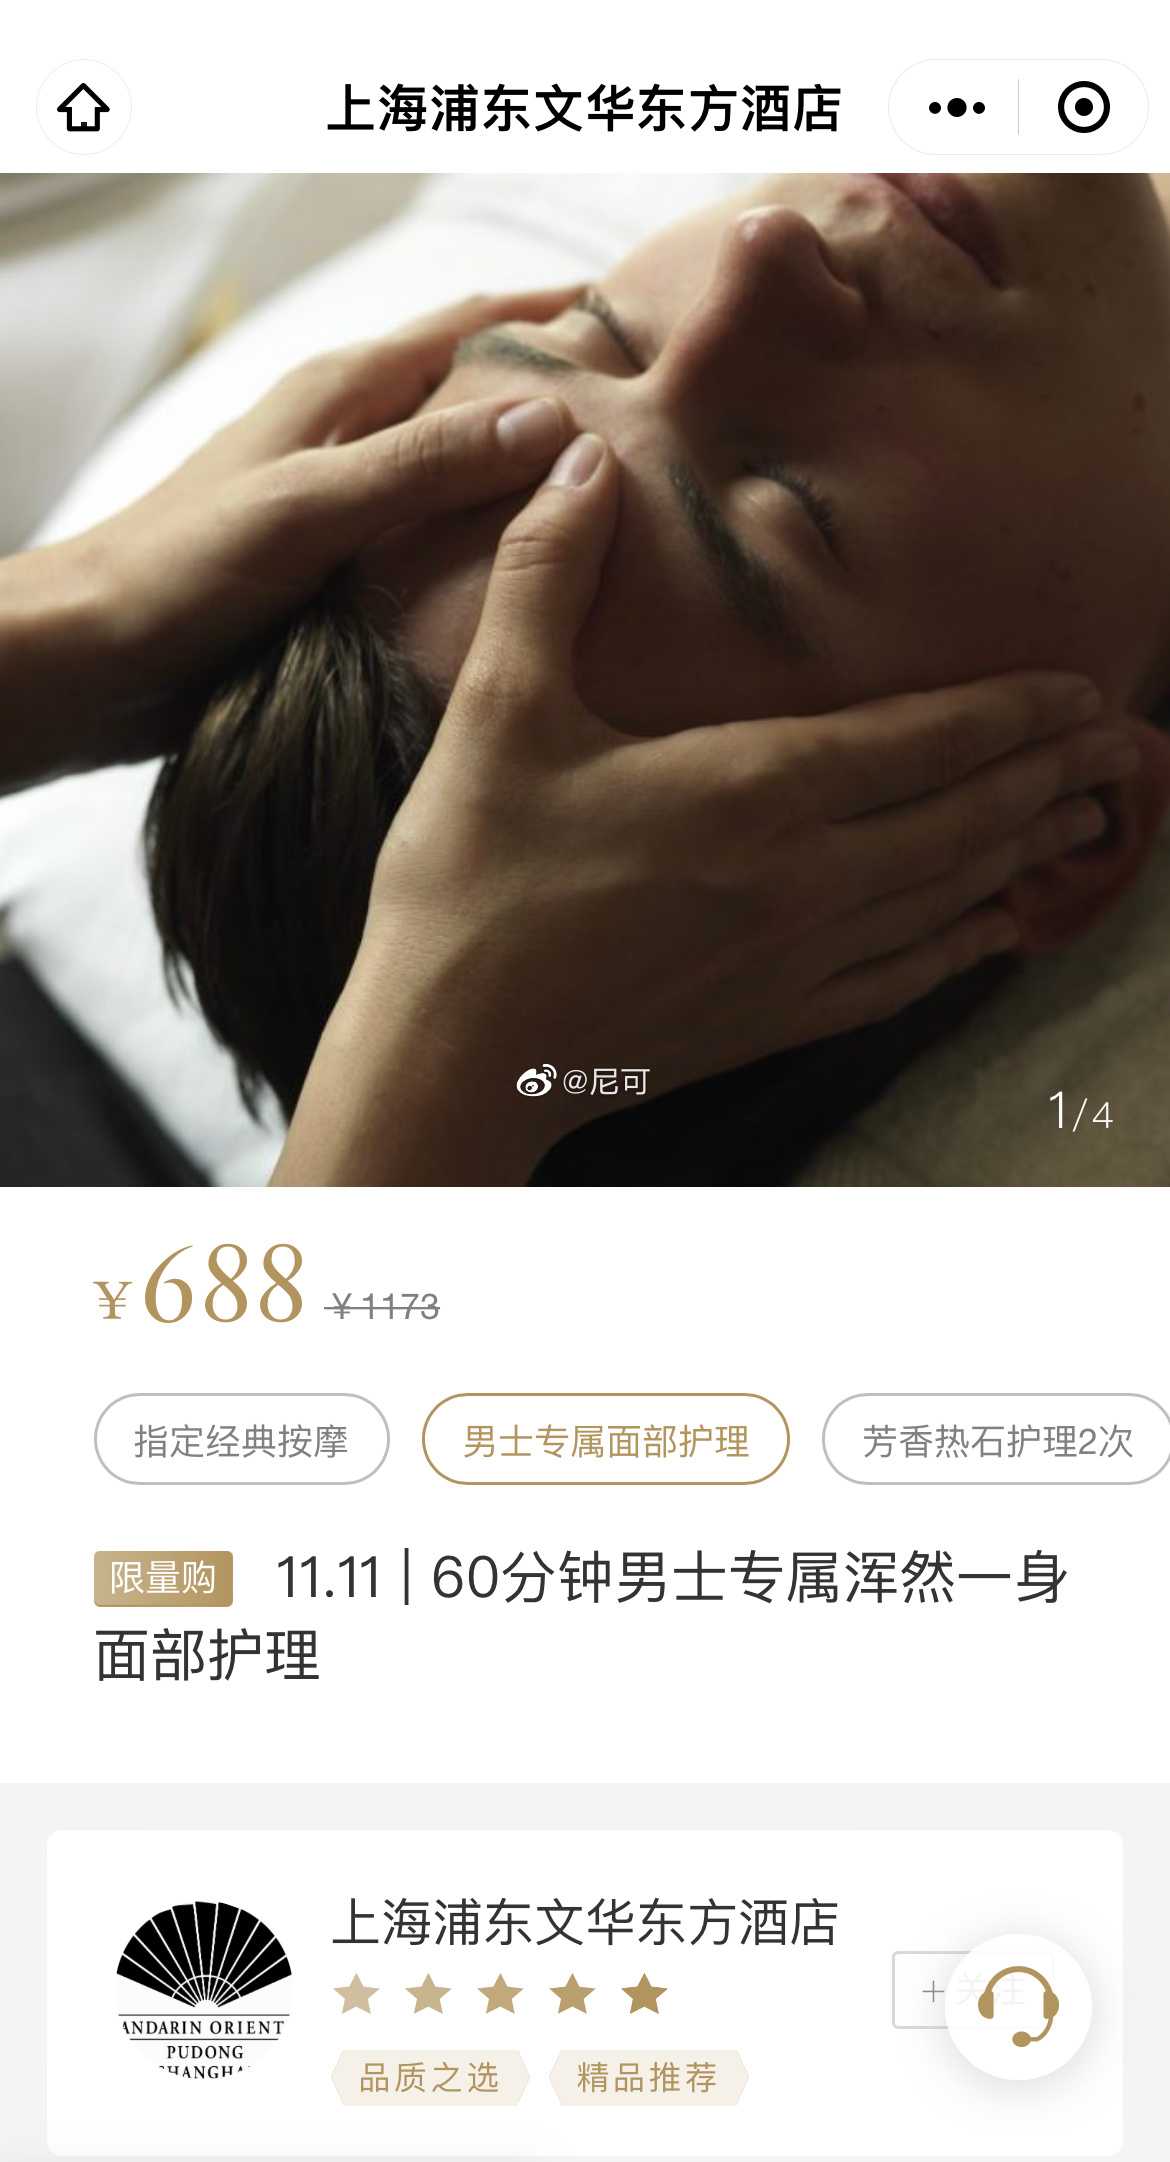 上海浦东文华东方酒店
@尼可
1/4
¥688 ¥1173
指定经典按摩 男士专属面部护理 芳香热石护理2次
限量购 11.11 | 60分钟男士专属浑然一身
面部护理
上海浦东文华东方酒店
+ 关注
品质之选 精品推荐
ANDARIN ORIENT
PUDONG
SHANGHA